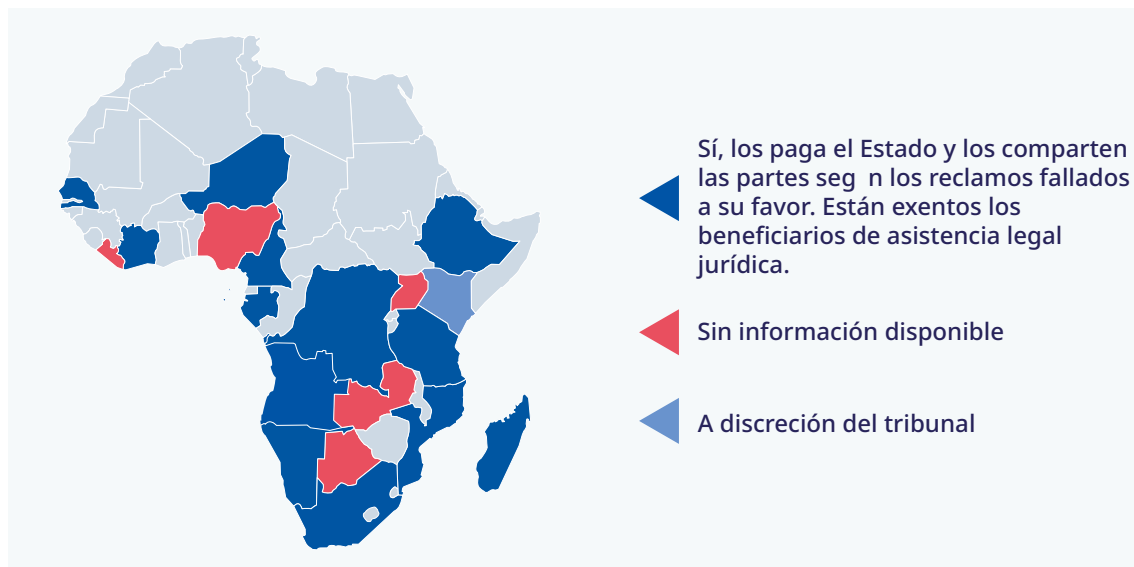 Sí, los paga el Estado y los comparten
las partes seg n los reclamos fallados
a su favor. Están exentos los
beneficiarios de asistencia legal
jurídica.
Sin información disponible
A discreción del tribunal